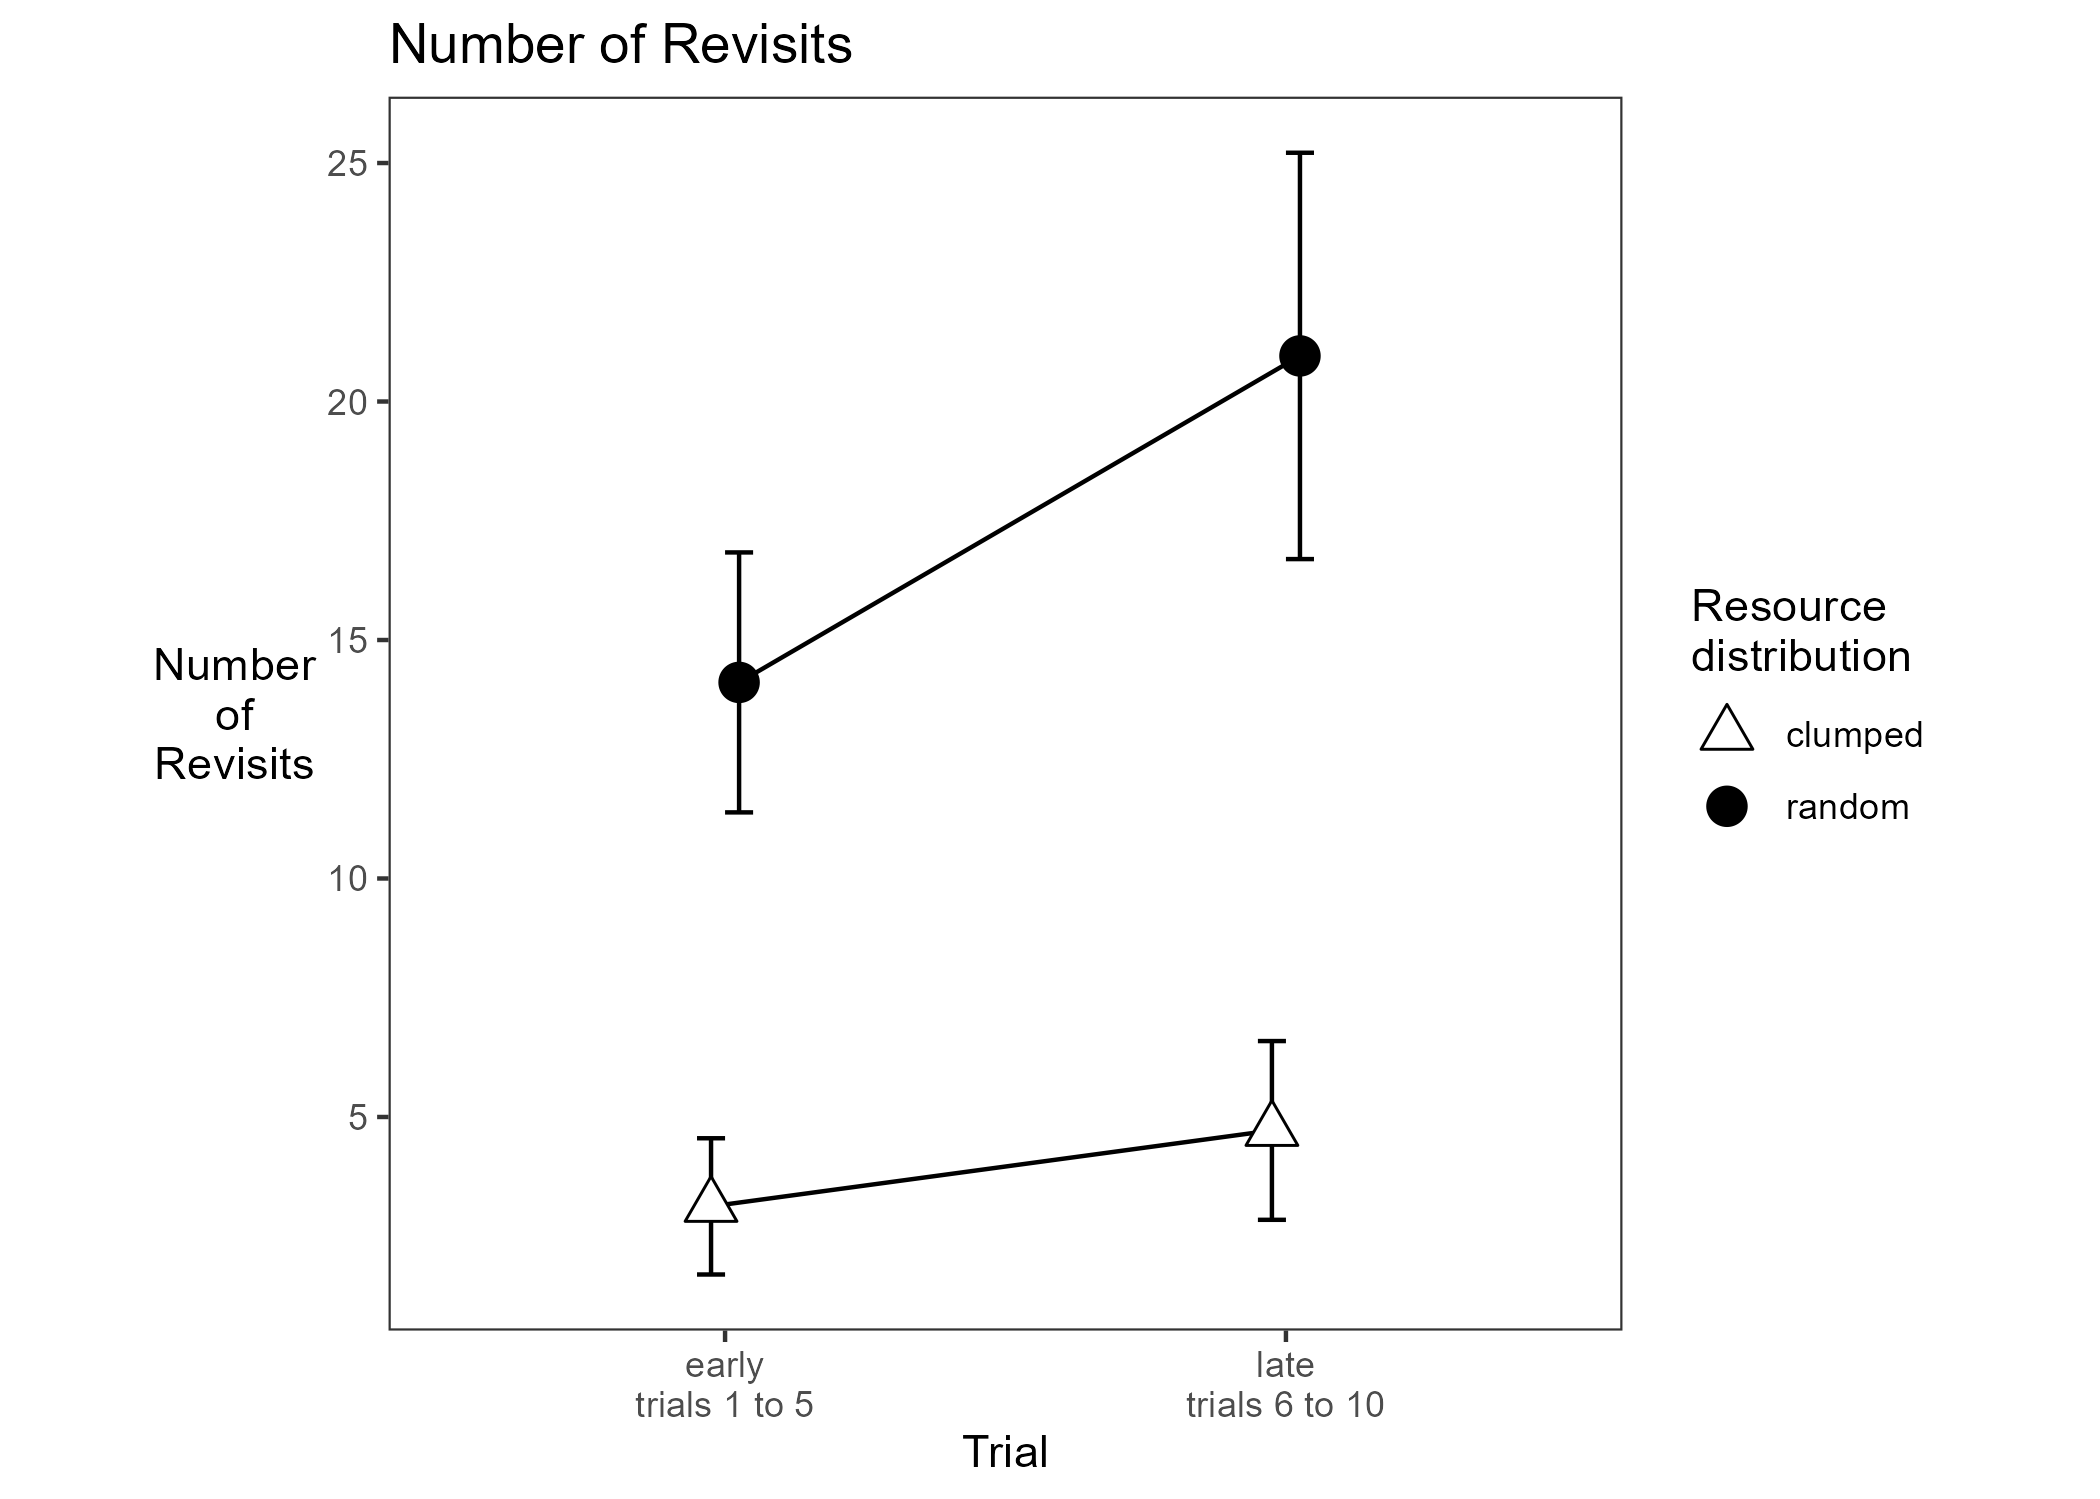 Number of Revisits
25
20
15
10
5
Number
of
Revisits
early
trials 1 to 5
late
trials 6 to 10
Trial
Resource
distribution
clumped
random